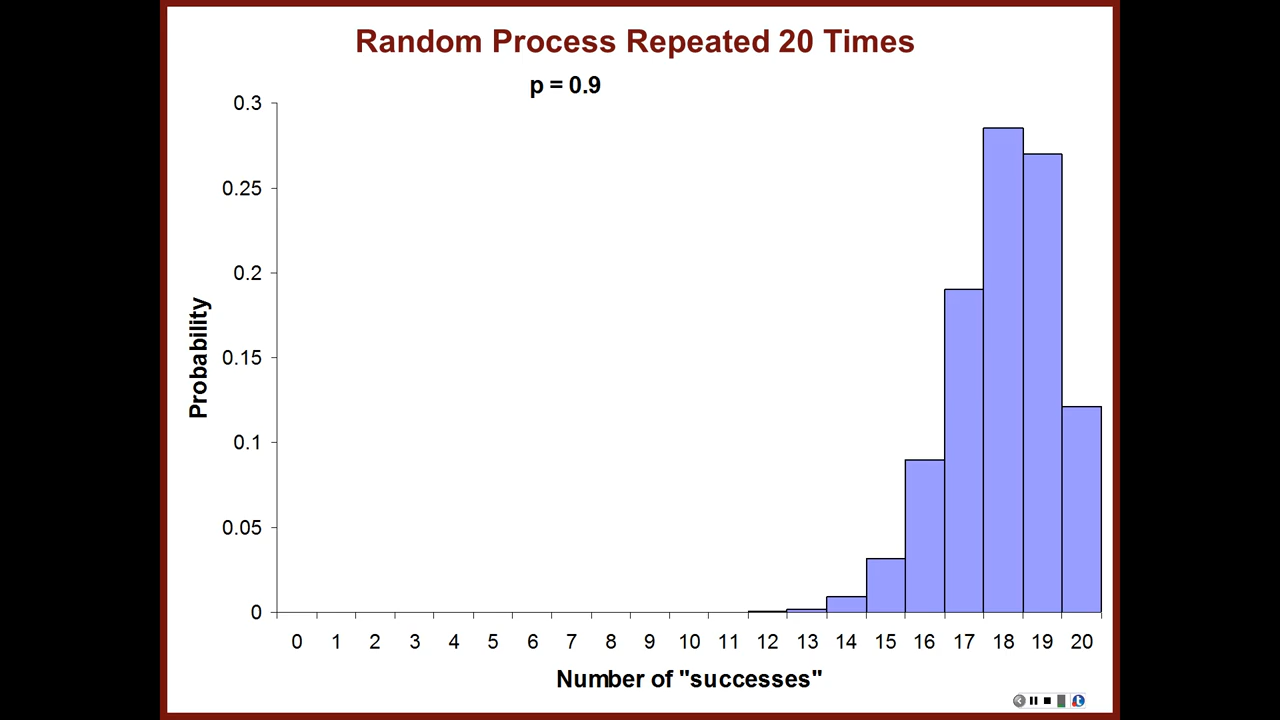 Random Process Repeated 20 Times
p = 0.9
0.3
0.25
0.2
0.15
0.1
0.05
0
Probability
0 1 2 3 4 5 6 7 8 9 10 11 12 13 14 15 16 17 18 19 20
Number of "successes"